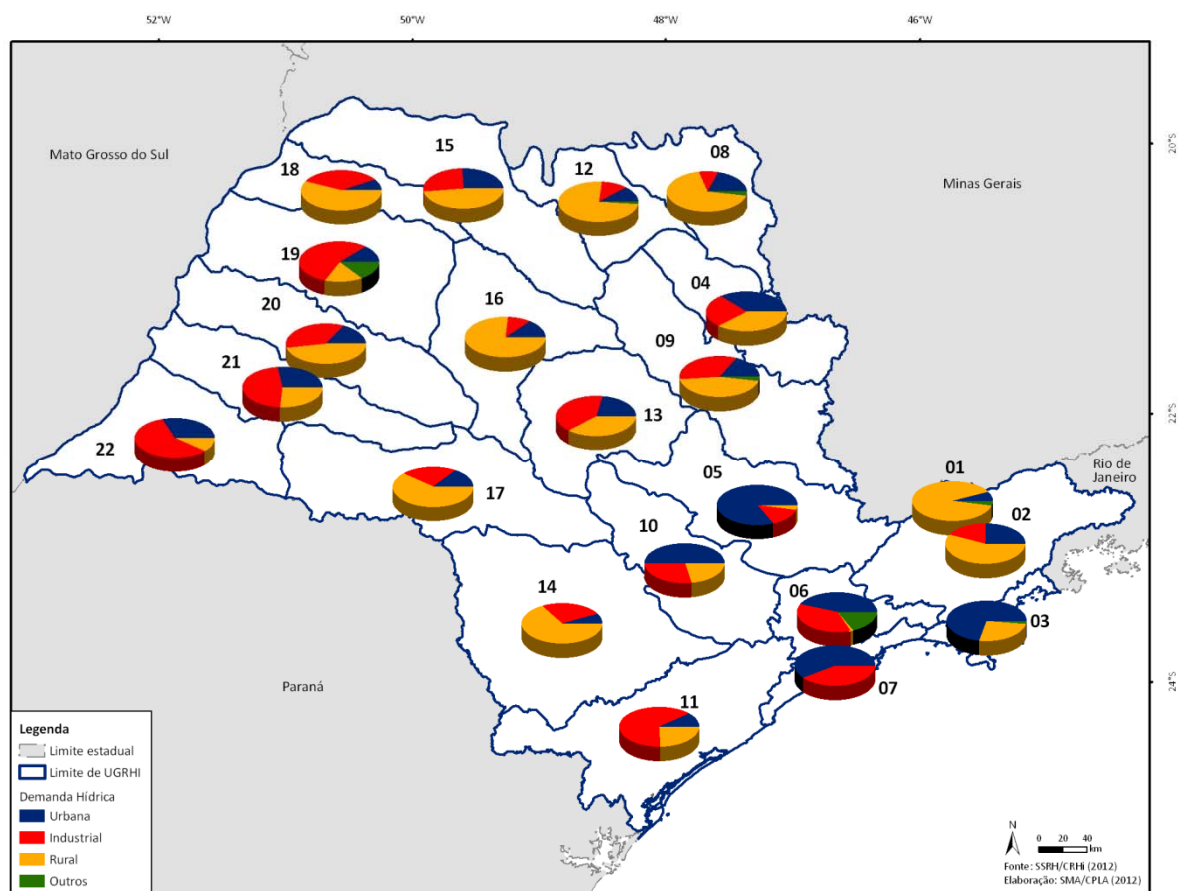 52°W
50°W
48°W
46°W
20°S
22°S
24°S
Mato Grosso do Sul
Minas Gerais
Rio de
Janeiro
Paraná
15
18
12
08
19
04
16
20
09
21
13
22
05
17
01
02
10
14
06
03
07
11
Legenda
Limite estadual
Limite de UGRHI
Demanda Hídrica
Urbana
Industrial
Rural
Outros
N
0 20 40
km
Fonte: SSRH/CRHi (2012)
Elaboração: SMA/CPLA (2012)